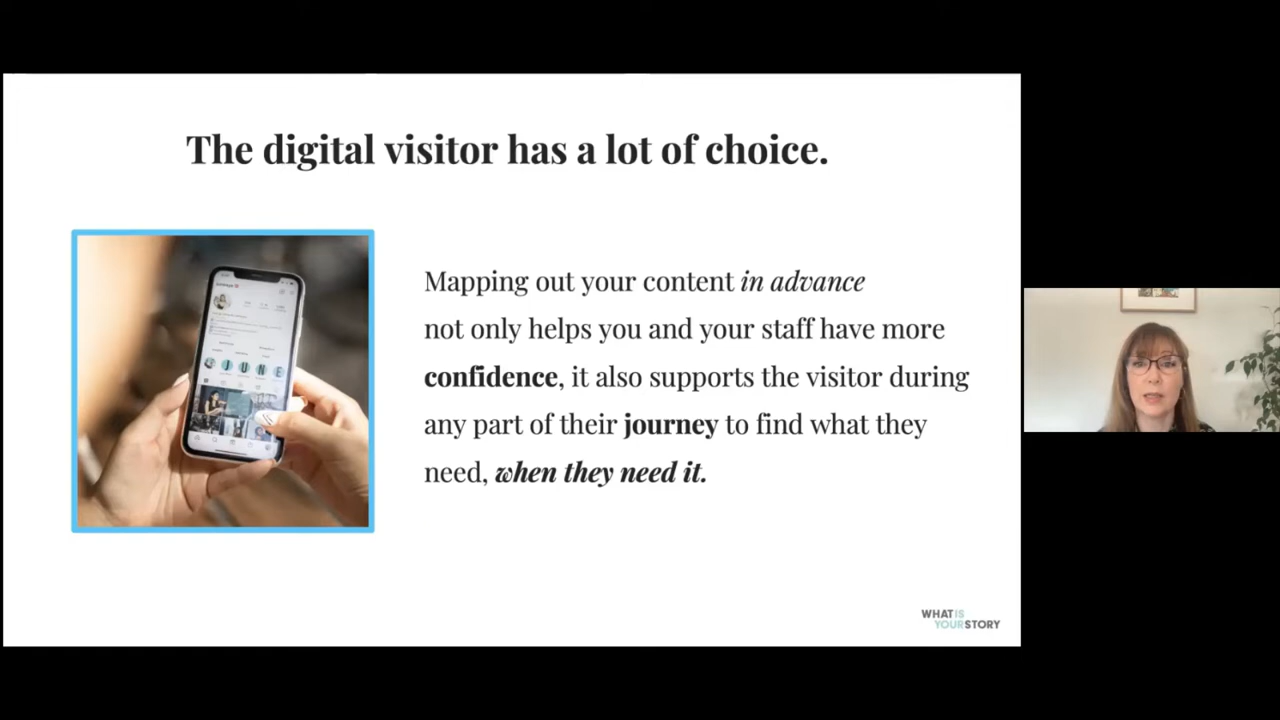 The digital visitor has a lot of choice.
Mapping out your content in advance
not only helps you and your staff have more
confidence, it also supports the visitor during
any part of their journey to find what they
need, when they need it.
J U N E
WHAT IS
YOUR STORY